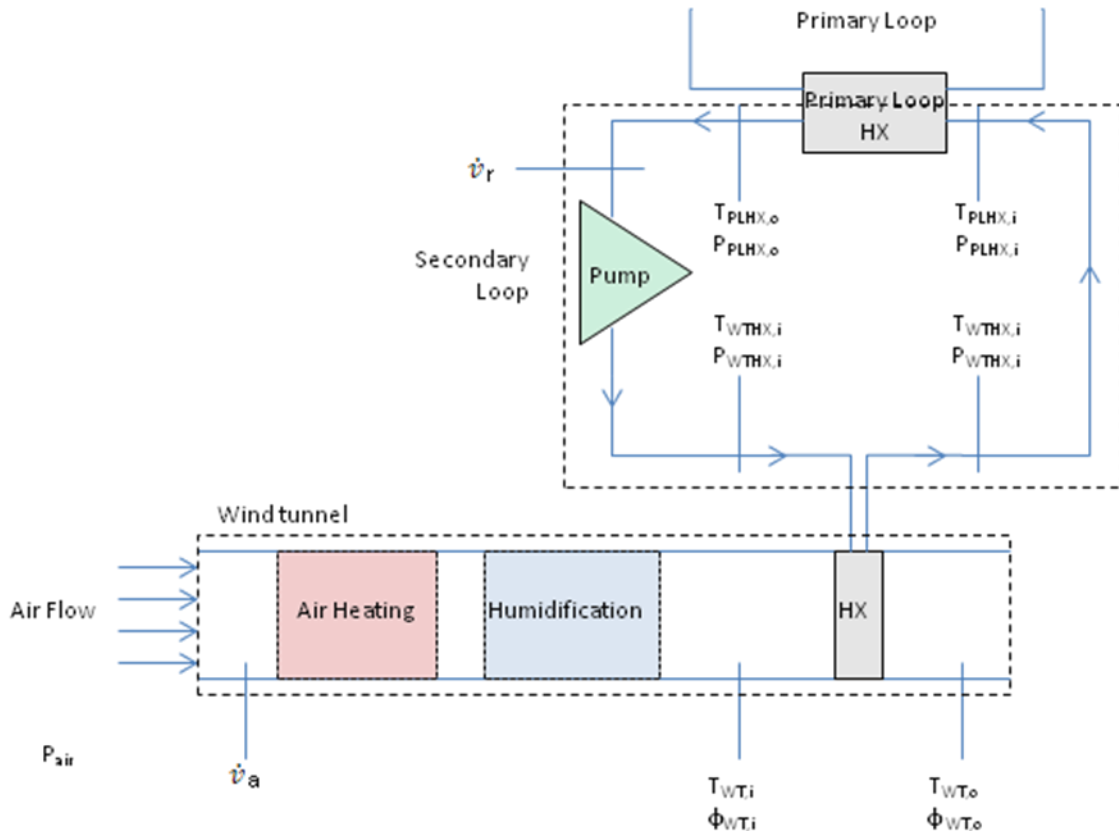 Primary Loop
Primary Loop
HX
v̇r
TPLHX,o
PPLHX,o
TPLHX,i
PPLHX,i
Secondary
Loop
Pump
TWTHX,i
PWTHX,i
TWTHX,i
PWTHX,i
Wind tunnel
Air Flow
Air Heating
Humidification
HX
Pair
v̇a
TWT,i
ϕWT,i
TWT,o
ϕWT,o